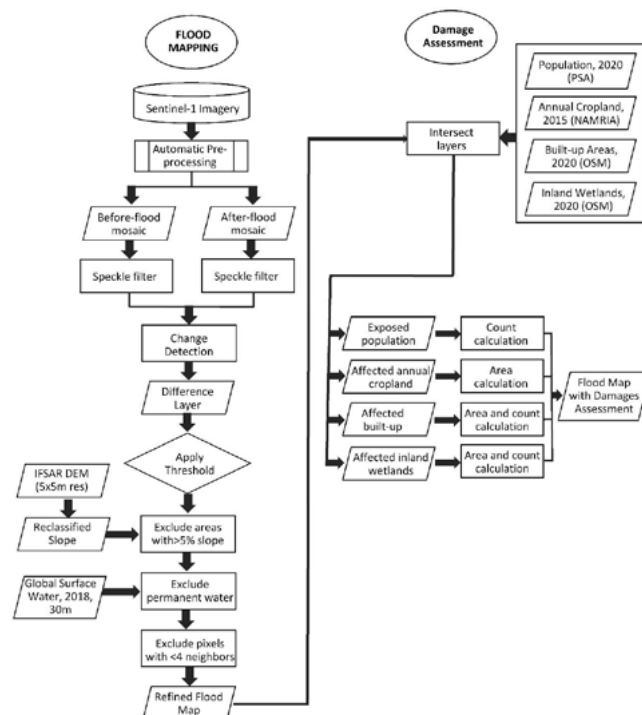 FLOOD
MAPPING
Sentinel-1 Imagery
Automatic Pre-
processing
Before-flood
mosaic
After-flood
mosaic
Speckle filter
Speckle filter
Change
Detection
Difference
Layer
Apply
Threshold
IFSAR DEM
(5x5m res)
Reclassified
Slope
Exclude areas
with>5% slope
Global Surface
Water, 2018,
30m
Exclude
permanent water
Exclude pixels
with <4 neighbors
Refined Flood
Map
Damage
Assessment
Population, 2020
(PSA)
Annual Cropland,
2015 (NAMRIA)
Built-up Areas,
2020 (OSM)
Inland Wetlands,
2020 (OSM)
Intersect
layers
Exposed
population
Count
calculation
Affected annual
cropland
Area
calculation
Affected
built-up
Area and count
calculation
Affected inland
wetlands
Area and count
calculation
Flood Map
with Damages
Assessment